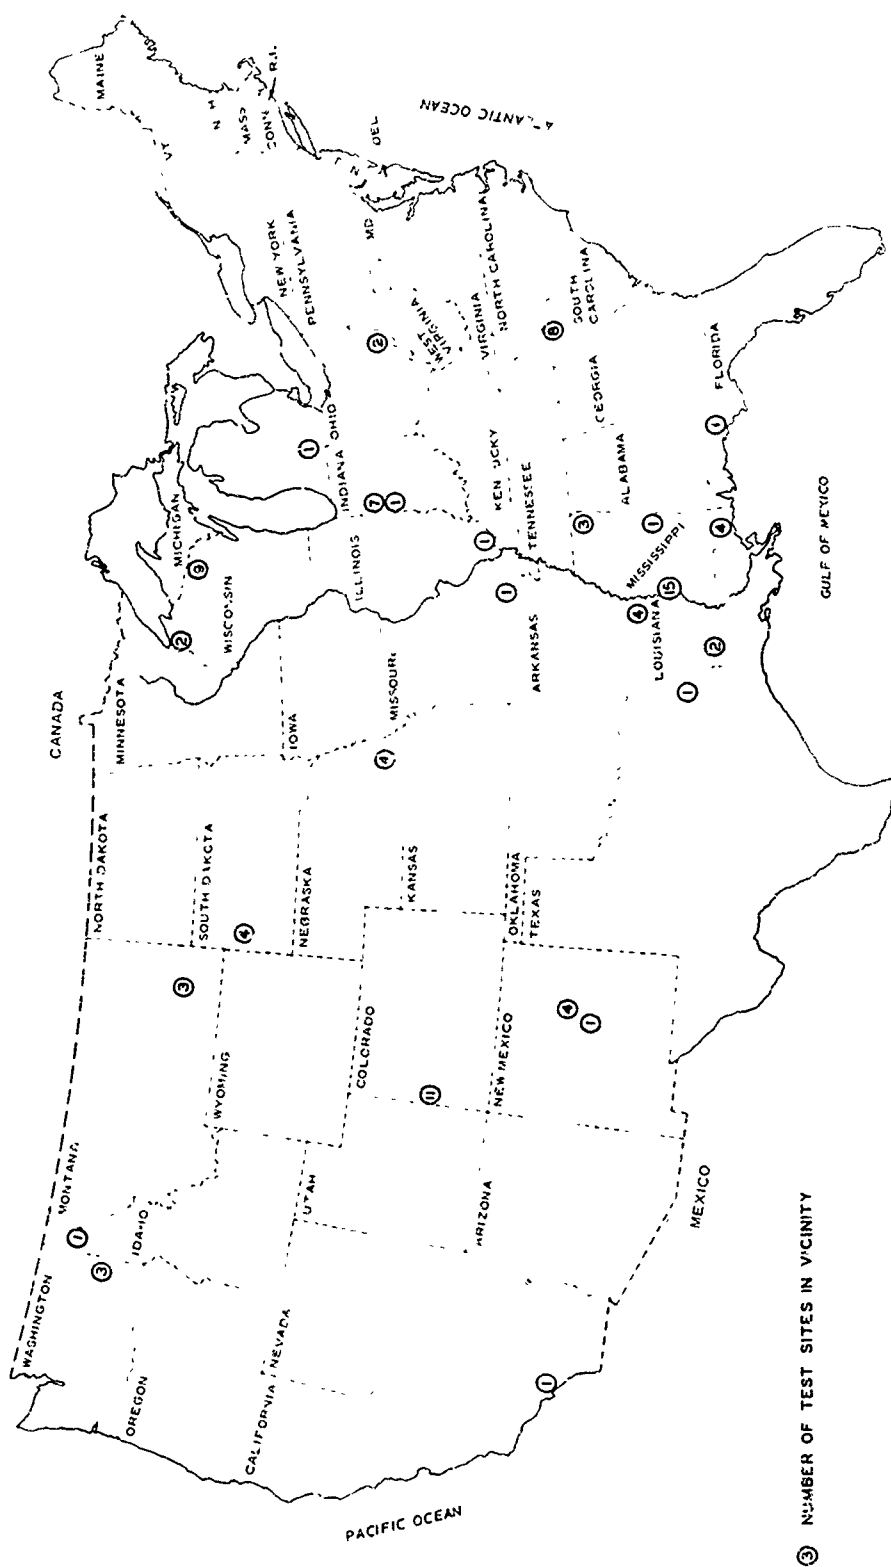 CANADA
WASHINGTON
MONTANA
NORTH DAKOTA
MINNESOTA
MICHIGAN
MAINE
VT
N H
MASS
CONN
R.I.
OREGON
IDAHO
WYOMING
SOUTH DAKOTA
WISCONSIN
NEW YORK
PENNSYLVANIA
CALIFORNIA
NEVADA
UTAH
COLORADO
NEBRASKA
IOWA
ILLINOIS
INDIANA
OHIO
MD
DEL
N J
ATLANTIC OCEAN
KANSAS
MISSOURI
WEST
VIRGINIA
VIRGINIA
KENTUCKY
NORTH CAROLINA
ARIZONA
NEW MEXICO
OKLAHOMA
TEXAS
ARKANSAS
TENNESSEE
SOUTH
CAROLINA
GEORGIA
ALABAMA
MISSISSIPPI
LOUISIANA
FLORIDA
PACIFIC OCEAN
MEXICO
GULF OF MEXICO
1
3
3
4
2
9
1
2
7
1
4
11
1
1
8
4
1
3
1
4
15
1
2
4
1
1
3 NUMBER OF TEST SITES IN VICINITY